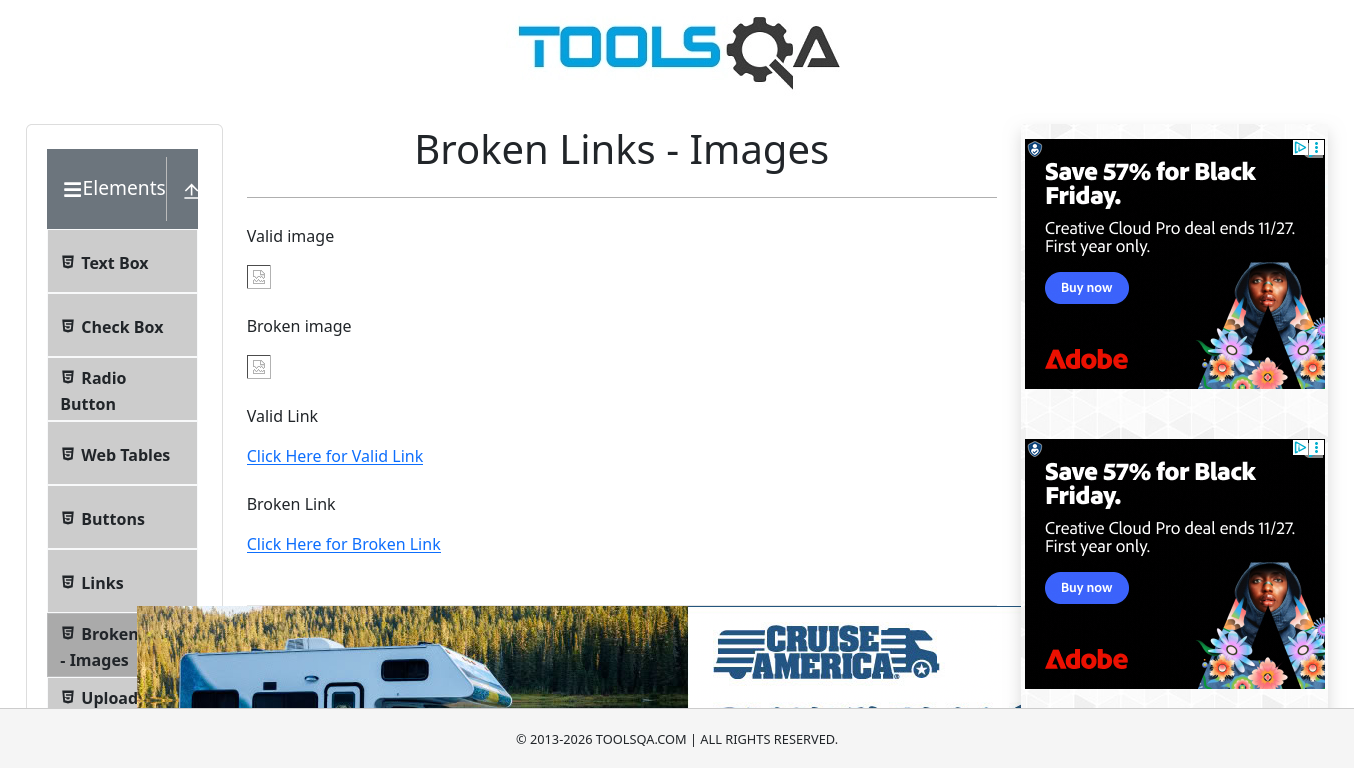 TOOLSQA
Elements
Text Box
Check Box
Radio
Button
Web Tables
Buttons
Links
Broken
- Images
Upload
Broken Links - Images
Valid image
Broken image
Valid Link
Click Here for Valid Link
Broken Link
Click Here for Broken Link
Save 57% for Black
Friday.
Creative Cloud Pro deal ends 11/27.
First year only.
Buy now
Adobe
Save 57% for Black
Friday.
Creative Cloud Pro deal ends 11/27.
First year only.
Buy now
Adobe
CRUISE
AMERICA
© 2013-2026 TOOLSQA.COM | ALL RIGHTS RESERVED.